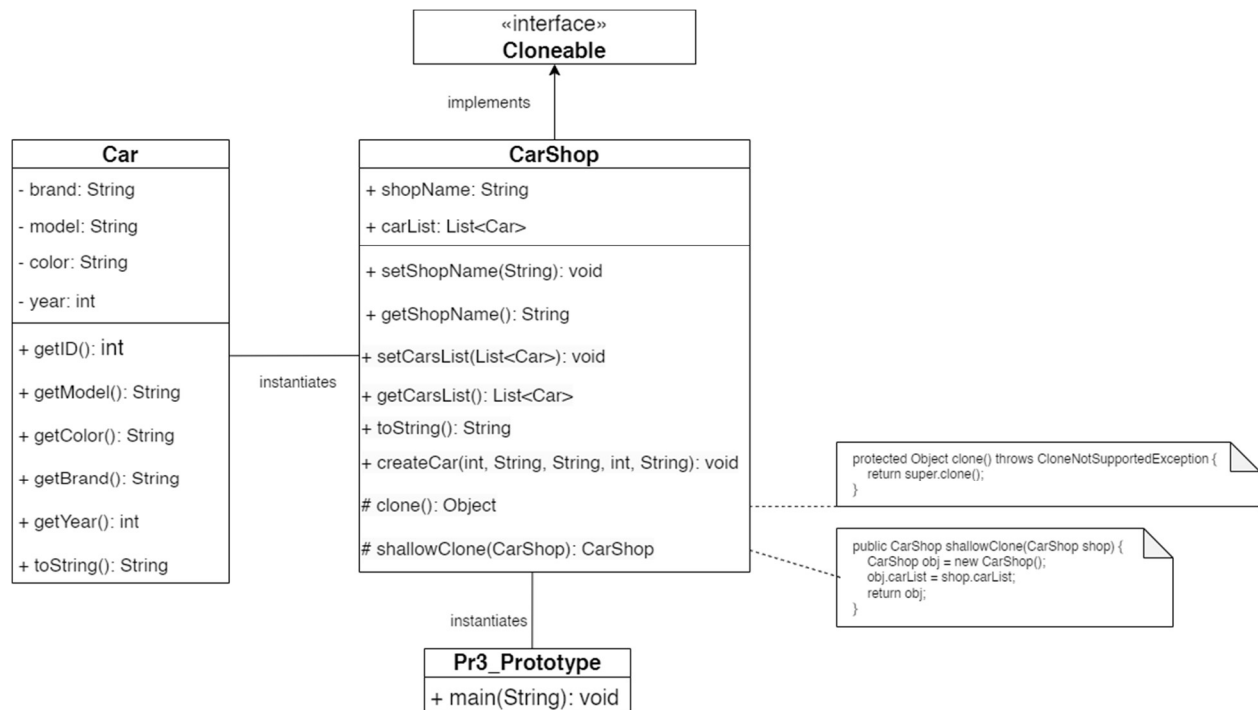 «interface»
Cloneable
implements
Car
- brand: String
- model: String
- color: String
- year: int
+ getID(): int
+ getModel(): String
+ getColor(): String
+ getBrand(): String
+ getYear(): int
+ toString(): String
instantiates
CarShop
+ shopName: String
+ carList: List<Car>
+ setShopName(String): void
+ getShopName(): String
+ setCarsList(List<Car>): void
+ getCarsList(): List<Car>
+ toString(): String
+ createCar(int, String, String, int, String): void
# clone(): Object
# shallowClone(CarShop): CarShop
protected Object clone() throws CloneNotSupportedException {
return super.clone();
}
public CarShop shallowClone(CarShop shop) {
CarShop obj = new CarShop();
obj.carList = shop.carList;
return obj;
}
instantiates
Pr3_Prototype
+ main(String): void